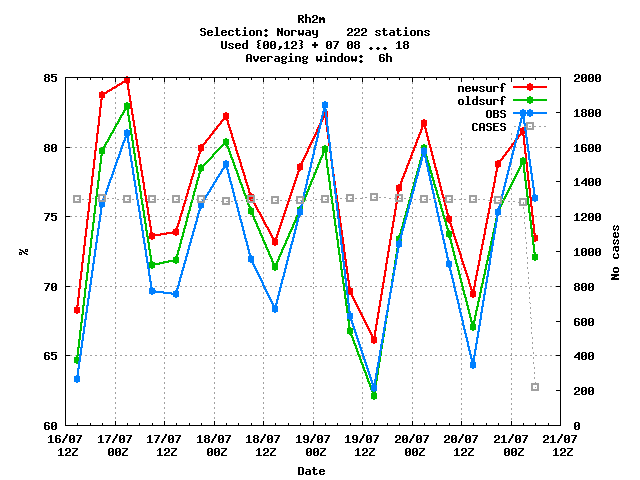 Rh2m
Selection: Norway    222 stations
Used {00,12} + 07 08 ... 18
Averaging window:  6h
85
80
75
70
65
60
%
2000
1800
1600
1400
1200
1000
800
600
400
200
0
No cases
newsurf
oldsurf
OBS
CASES
16/07 17/07 17/07 18/07 18/07 19/07 19/07 20/07 20/07 21/07 21/07
12Z 00Z 12Z 00Z 12Z 00Z 12Z 00Z 12Z 00Z 12Z
Date